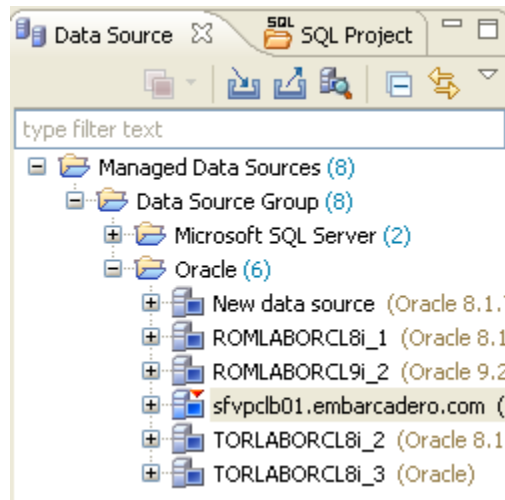 Data Source SQL SQL Project
type filter text
Managed Data Sources (8)
Data Source Group (8)
Microsoft SQL Server (2)
Oracle (6)
New data source (Oracle 8.1.
ROMLABORCL8i_1 (Oracle 8.1
ROMLABORCL9i_2 (Oracle 9.2
sfvpclb01.embarcadero.com (
TORLABORCL8i_2 (Oracle 8.1
TORLABORCL8i_3 (Oracle)